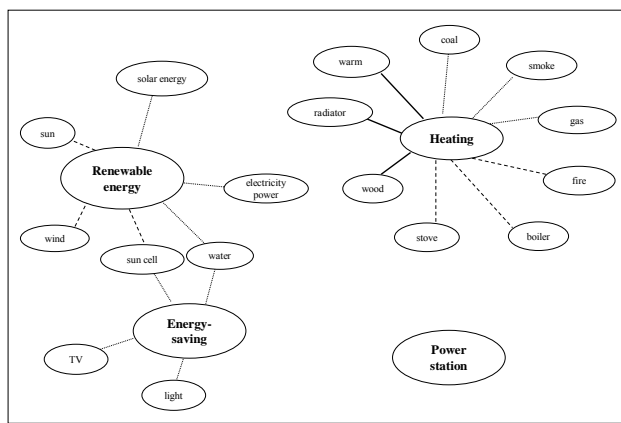 coal
warm
smoke
solar energy
radiator
gas
sun
Heating
Renewable
energy
electricity
power
wood
fire
wind
stove
boiler
sun cell
water
Energy-
saving
Power
station
TV
light